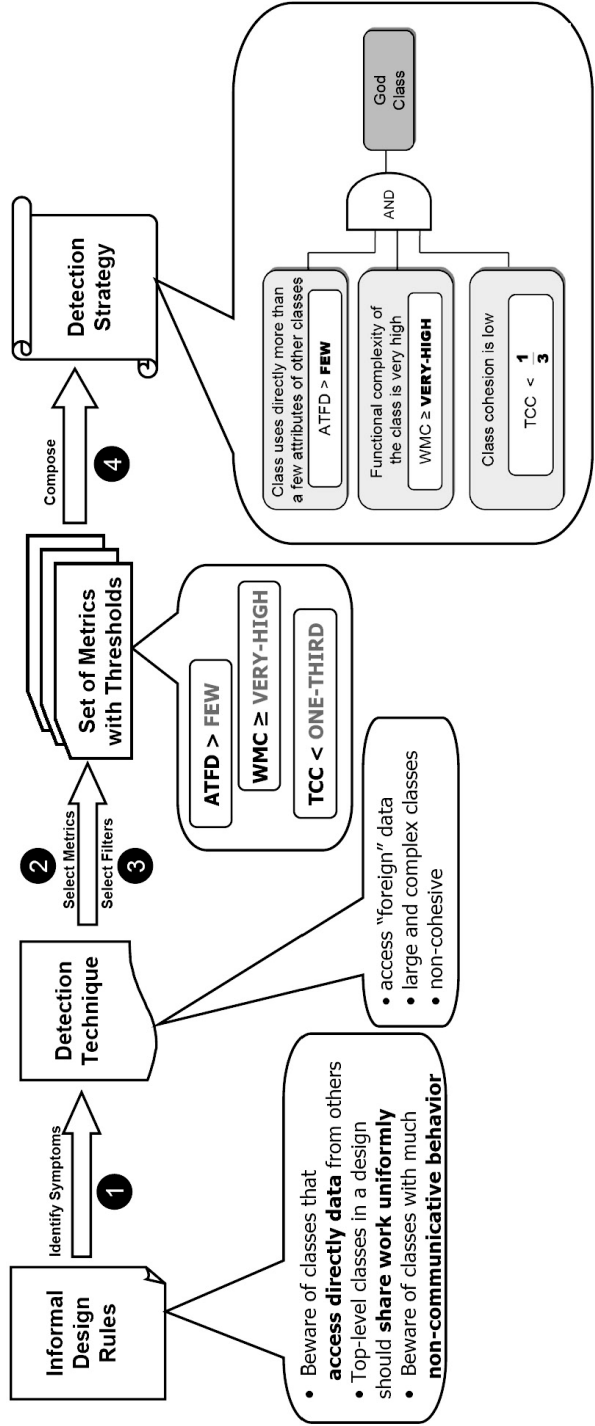 Informal
Design
Rules
Identify Symptoms
1
Detection
Technique
2
Select Metrics
Select Filters
3
Set of Metrics
with Thresholds
Compose
4
Detection
Strategy
• Beware of classes that
access directly data from others
• Top-level classes in a design
should share work uniformly
• Beware of classes with much
non-communicative behavior
• access "foreign" data
• large and complex classes
• non-cohesive
ATFD > FEW
WMC ≥ VERY-HIGH
TCC < ONE-THIRD
Class uses directly more than
a few attributes of other classes
ATFD > FEW
Functional complexity of
the class is very high
WMC ≥ VERY-HIGH
Class cohesion is low
TCC < 1/3
AND
God
Class